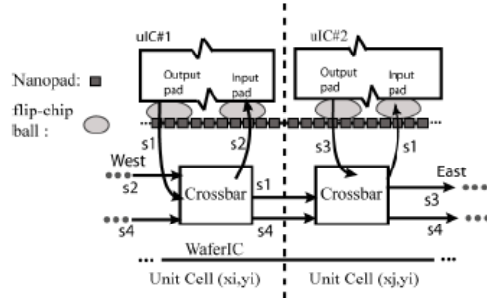 uIC#1
uIC#2
Nanopad:
flip-chip
ball :
Output
pad
Input
pad
Output
pad
Input
pad
s1
s2
s3
s1
West
s2
s4
Crossbar
s1
s4
Crossbar
East
s3
s4
WaferIC
Unit Cell (xi,yi)
Unit Cell (xj,yi)